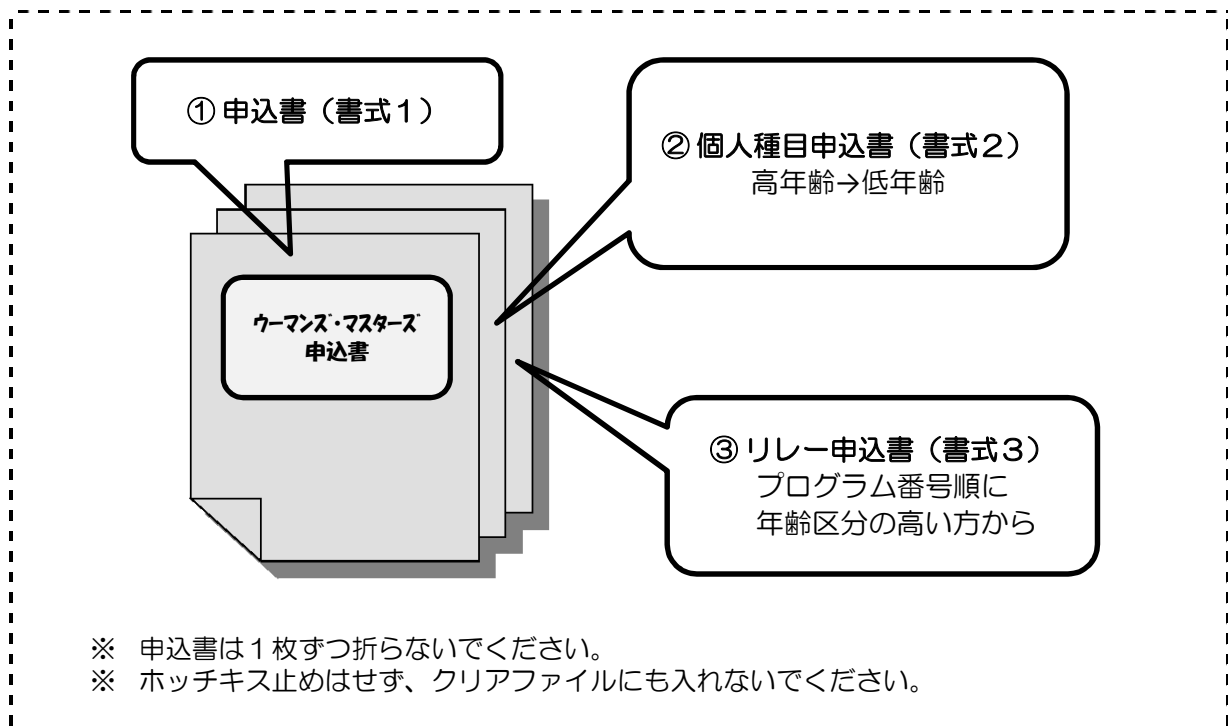 ① 申込書（書式１）
② 個人種目申込書（書式２）
高年齢→低年齢
ウーマンズ・マスターズ
申込書
③ リレー申込書（書式３）
プログラム番号順に
年齢区分の高い方から
※ 申込書は１枚ずつ折らないでください。
※ ホッチキス止めはせず、クリアファイルにも入れないでください。